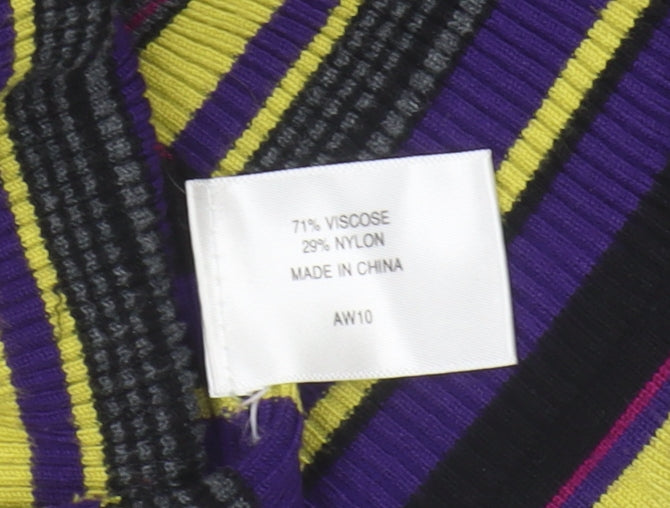 71% VISCOSE
29% NYLON
MADE IN CHINA
AW10